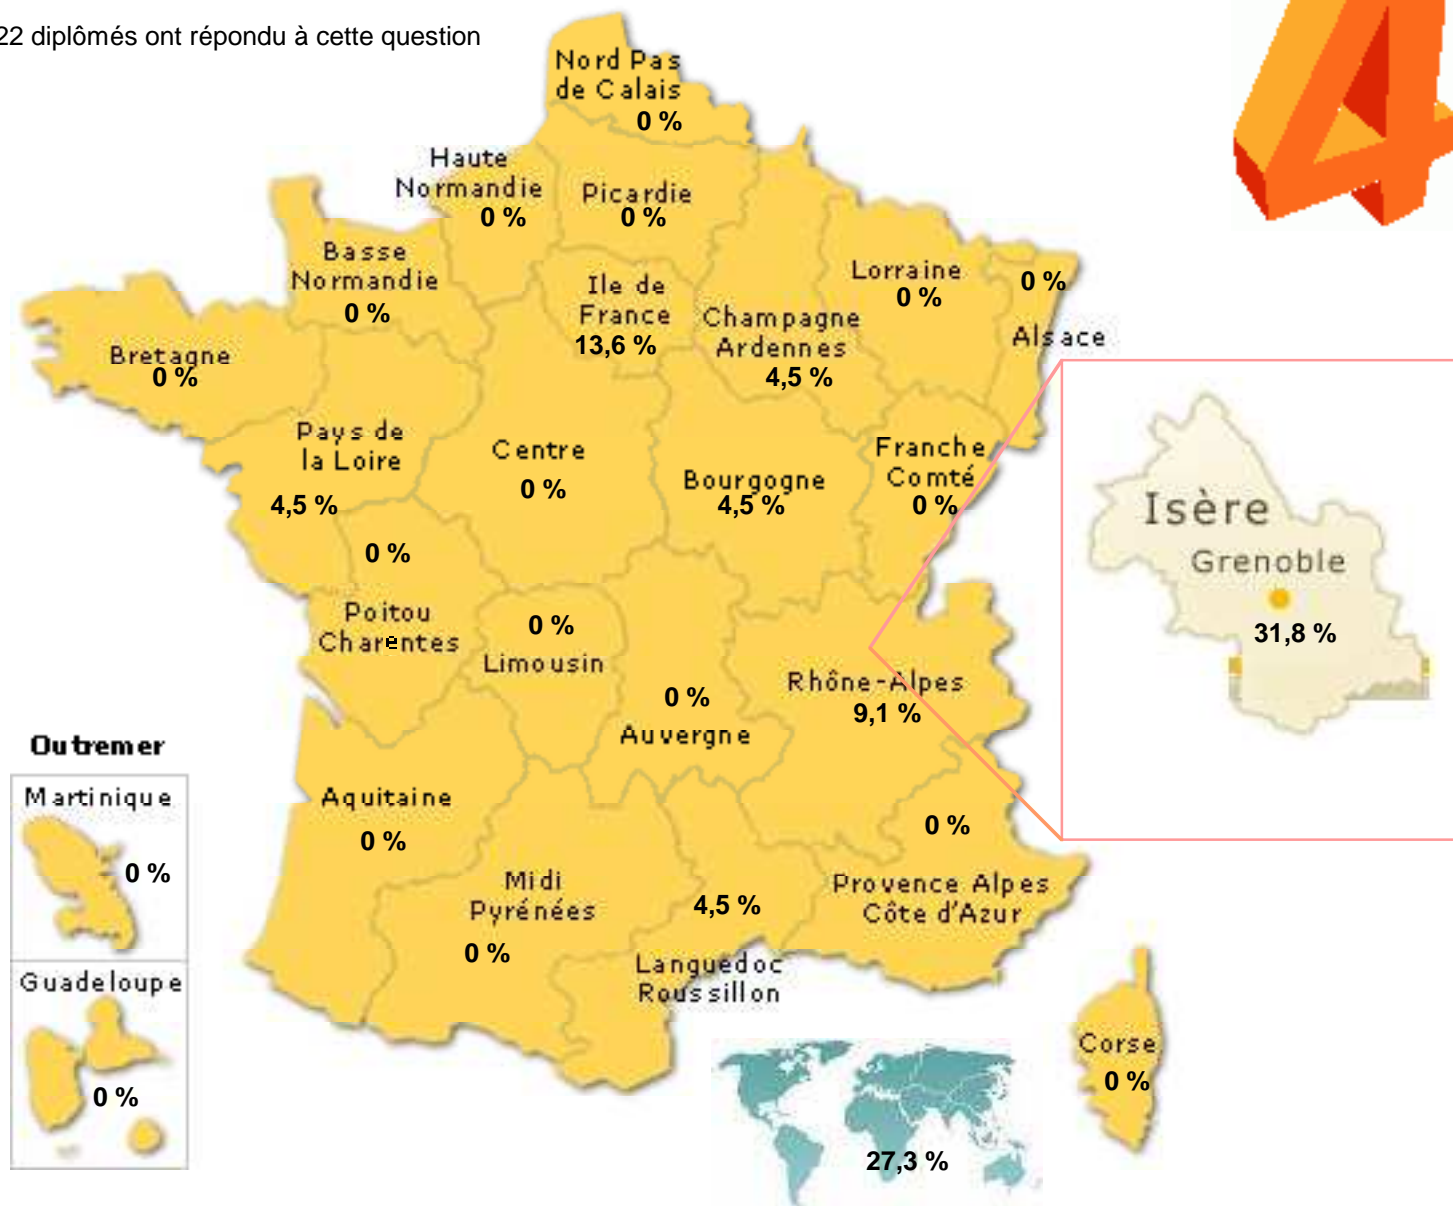 22 diplômés ont répondu à cette question
4
Nord Pas
de Calais
0 %
Haute
Normandie
0 %
Picardie
0 %
Basse
Normandie
0 %
Ile de
France
13,6 %
Champagne
Ardennes
4,5 %
Lorraine
0 %
0 %
Alsace
Bretagne
0 %
Pays de
la Loire
4,5 %
Centre
0 %
Bourgogne
4,5 %
Franche
Comté
0 %
Isère
Grenoble
31,8 %
0 %
Poitou
Charentes
0 %
Limousin
0 %
Auvergne
Rhône-Alpes
9,1 %
Outremer
Martinique
0 %
Guadeloupe
0 %
Aquitaine
0 %
Midi
Pyrénées
0 %
4,5 %
Languedoc
Roussillon
0 %
Provence Alpes
Côte d'Azur
Corse
0 %
27,3 %